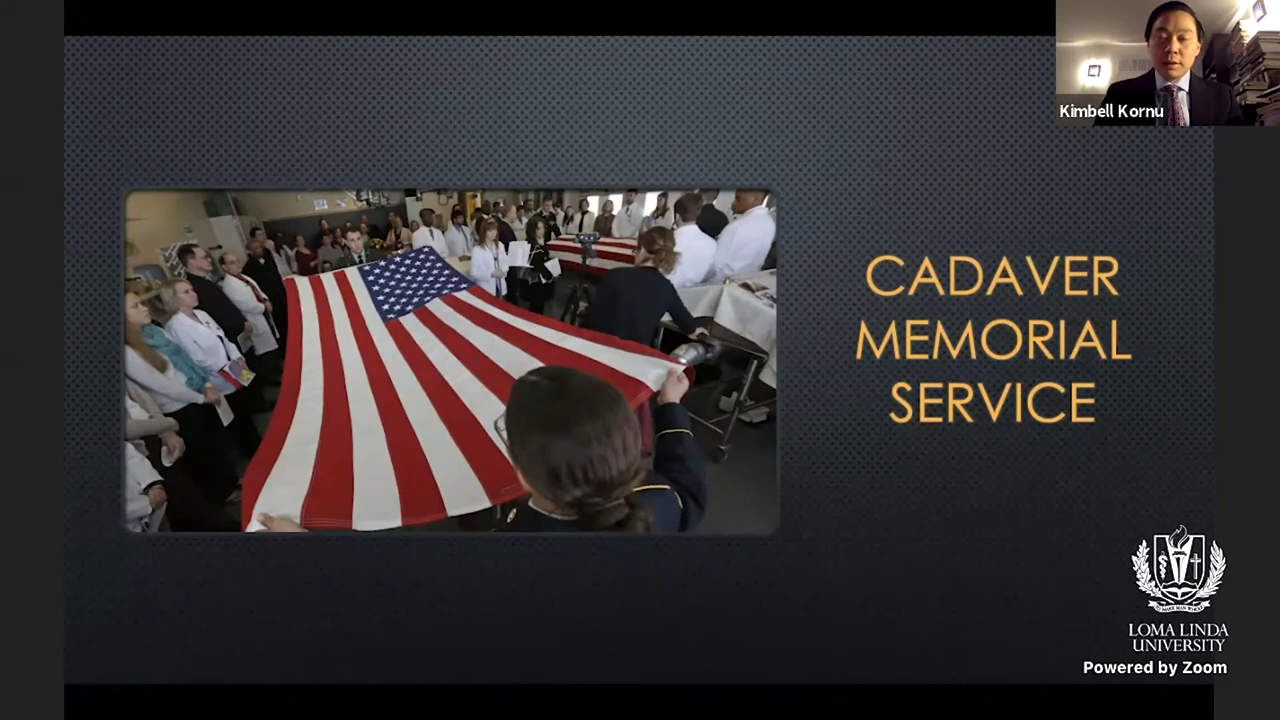 Kimbell Kornu
CADAVER
MEMORIAL
SERVICE
LOMA LINDA
UNIVERSITY
Powered by Zoom